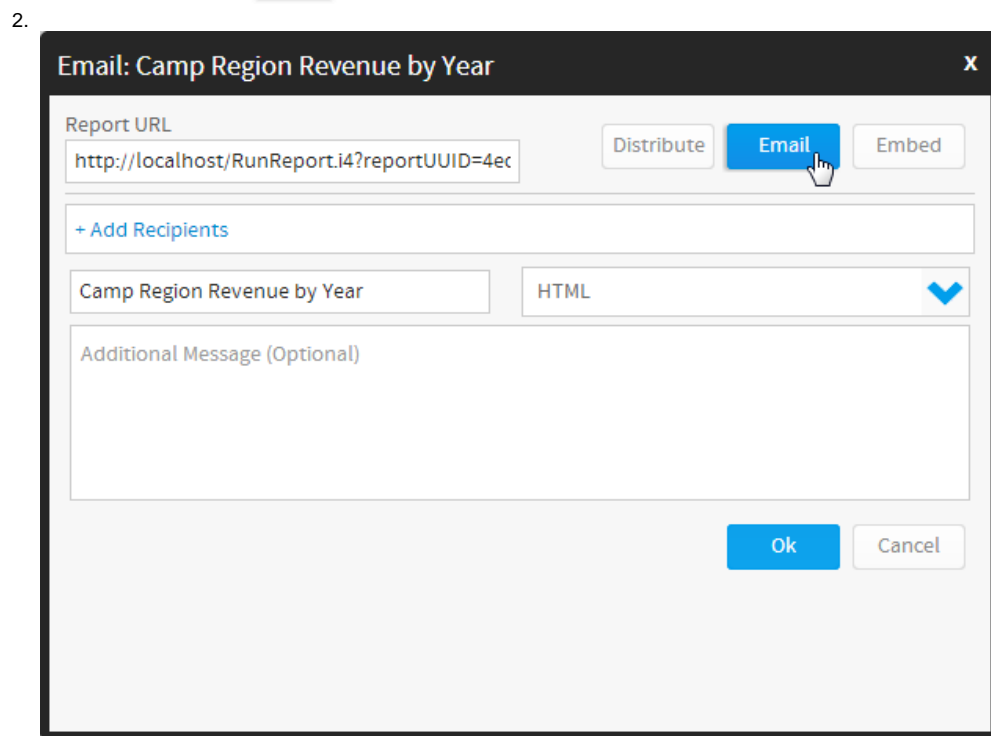 2.
Email: Camp Region Revenue by Year x
Report URL
http://localhost/RunReport.i4?reportUUID=4ec
Distribute Email Embed
+ Add Recipients
Camp Region Revenue by Year HTML
Additional Message (Optional)
Ok Cancel